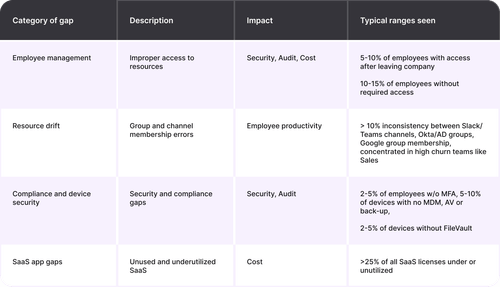 Category of gap
Description
Impact
Typical ranges seen
Employee management
Improper access to
resources
Security, Audit, Cost
5-10% of employees with access
after leaving company
10-15% of employees without
required access
Resource drift
Group and channel
membership errors
Employee productivity
> 10% inconsistency between Slack/
Teams channels, Okta/AD groups,
Google group membership,
concentrated in high churn teams like
Sales
Compliance and device
security
Security and compliance
gaps
Security, Audit
2-5% of employees w/o MFA, 5-10%
of devices with no MDM, AV or
back-up,
2-5% of devices without FileVault
SaaS app gaps
Unused and underutilized
SaaS
Cost
>25% of all SaaS licenses under or
unutilized